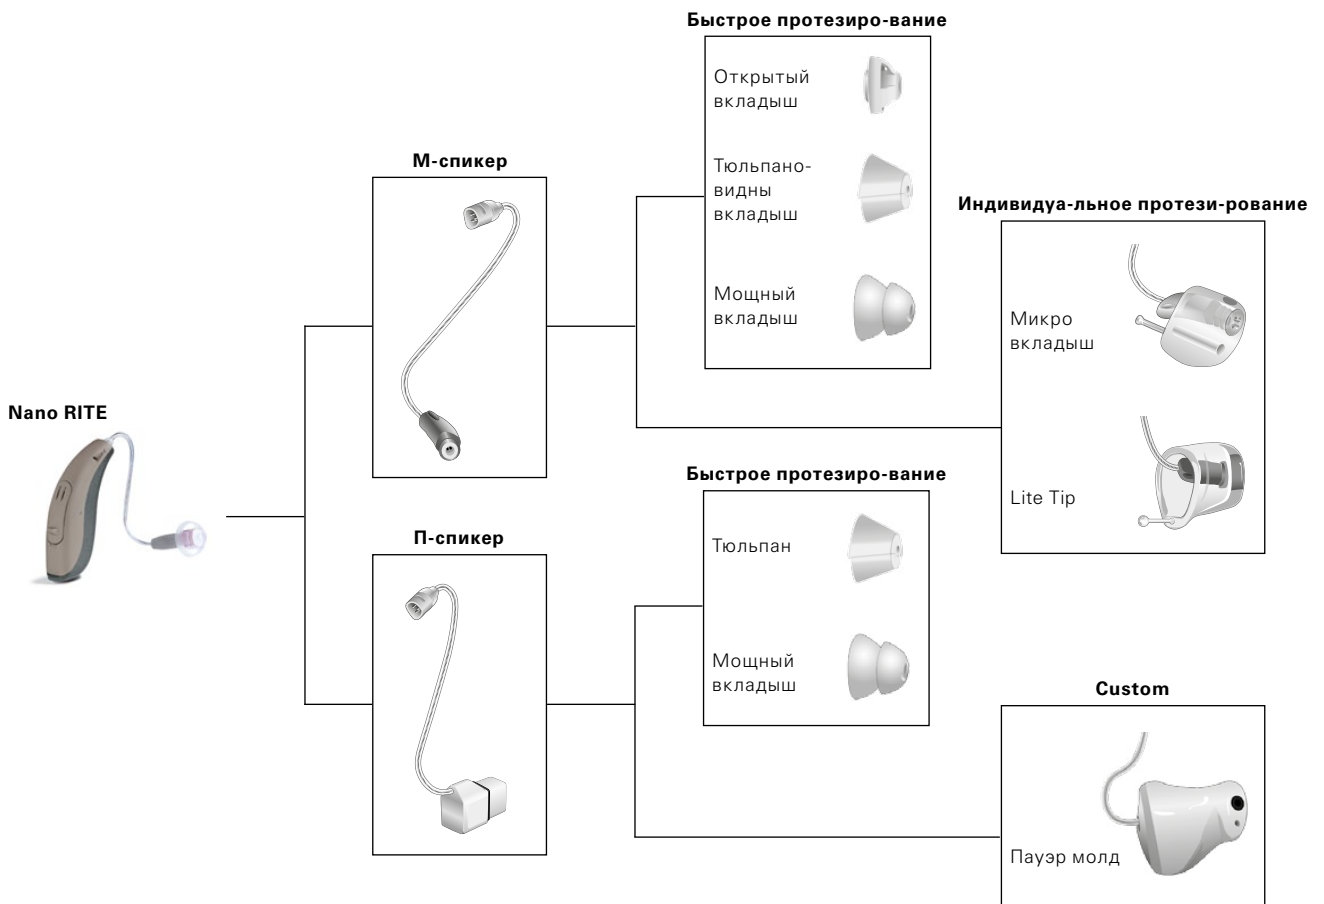 Быстрое протезиро-вание
Открытый
вкладыш
Тюльпано-
видны
вкладыш
Мощный
вкладыш
М-спикер
Индивидуа-льное протези-рование
Микро
вкладыш
Lite Tip
Nano RITE
П-спикер
Быстрое протезиро-вание
Тюльпан
Мощный
вкладыш
Custom
Пауэр молд